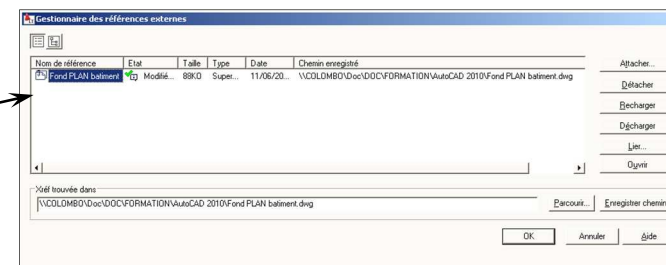 Gestionnaire des références externes
Nom de référence Etat Taille Type Date Chemin enregistré
Fond PLAN batiment Modifié... 88KO Super... 11/06/20... \\COLOMBO\Doc\DOC\FORMATION\AutoCAD 2010\Fond PLAN batiment.dwg
Attacher...
Détacher
Recharger
Décharger
Lier...
Ouvrir
Xréf trouvée dans
\\COLOMBO\Doc\DOC\FORMATION\AutoCAD 2010\Fond PLAN batiment.dwg Parcourir... Enregistrer chemin
OK Annuler Aide